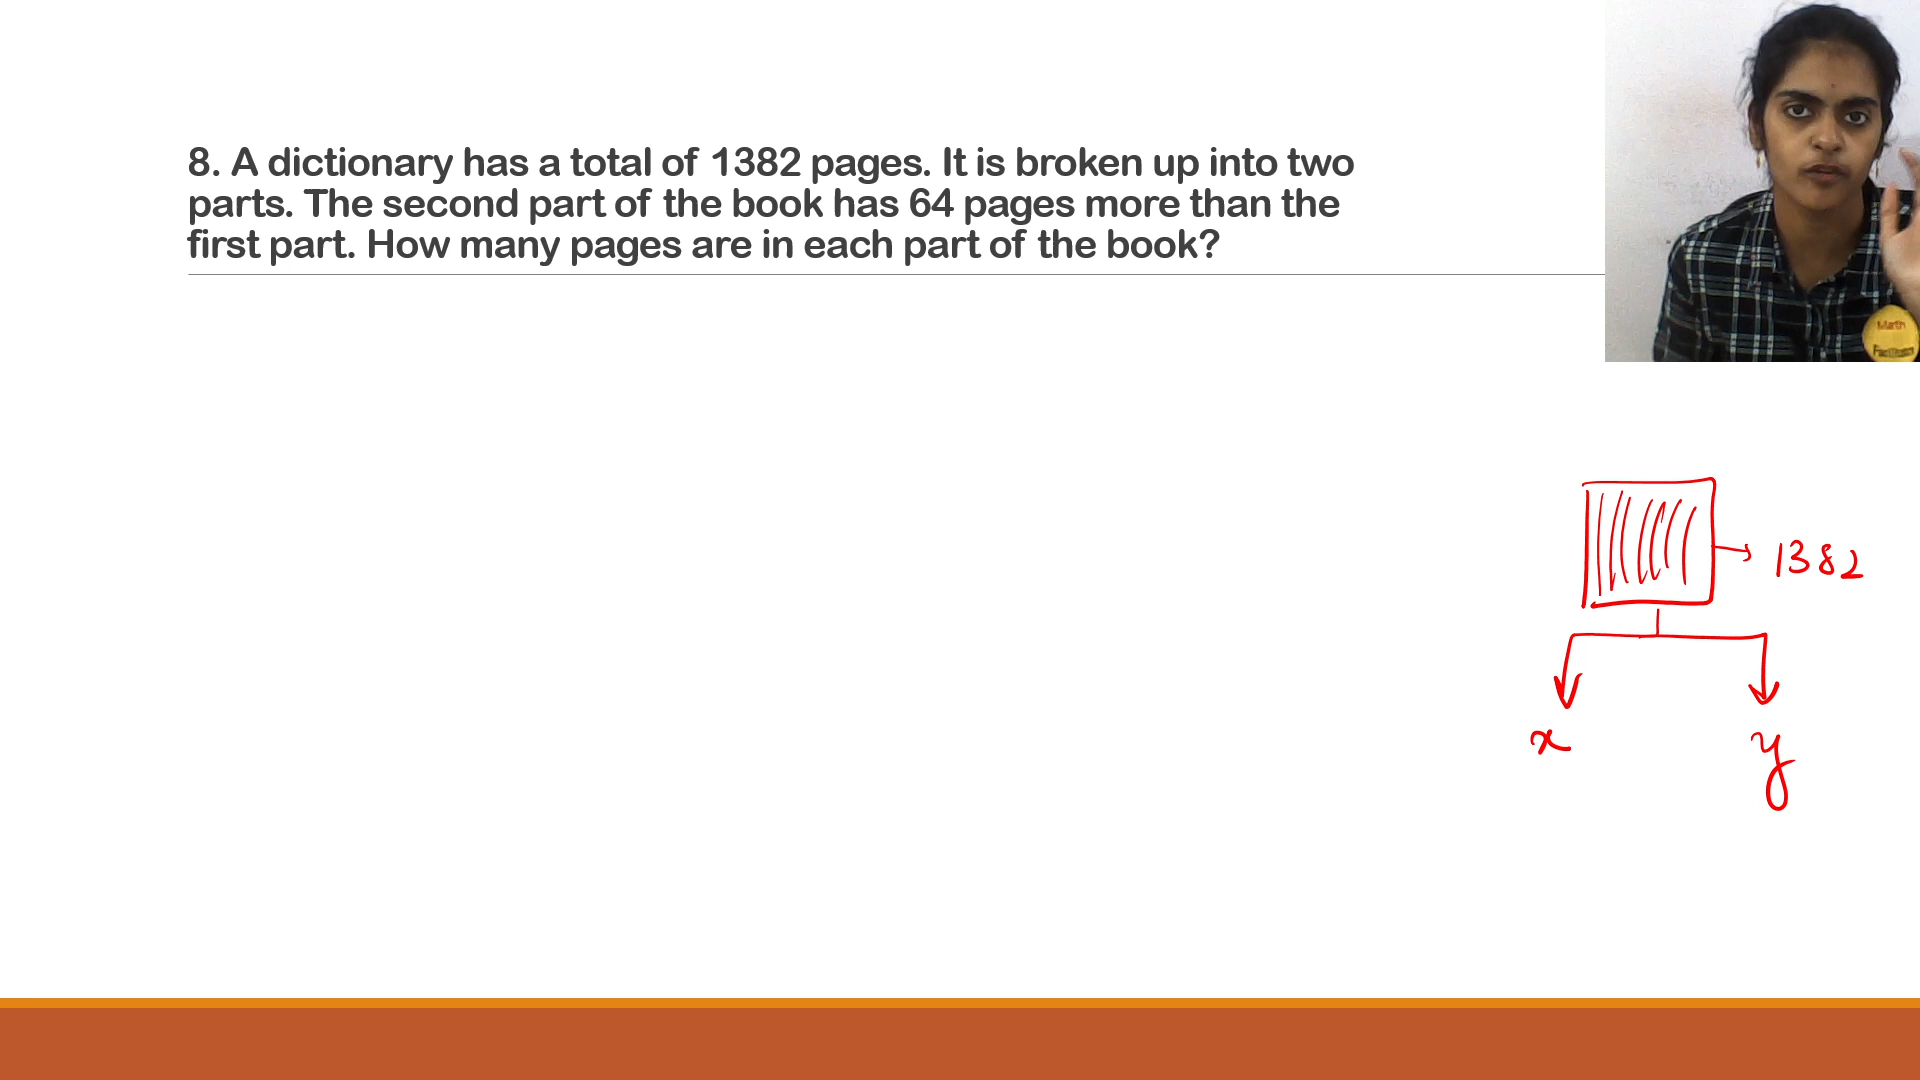 8. A dictionary has a total of 1382 pages. It is broken up into two
parts. The second part of the book has 64 pages more than the
first part. How many pages are in each part of the book?
Math
Facilitator
1382
x
y